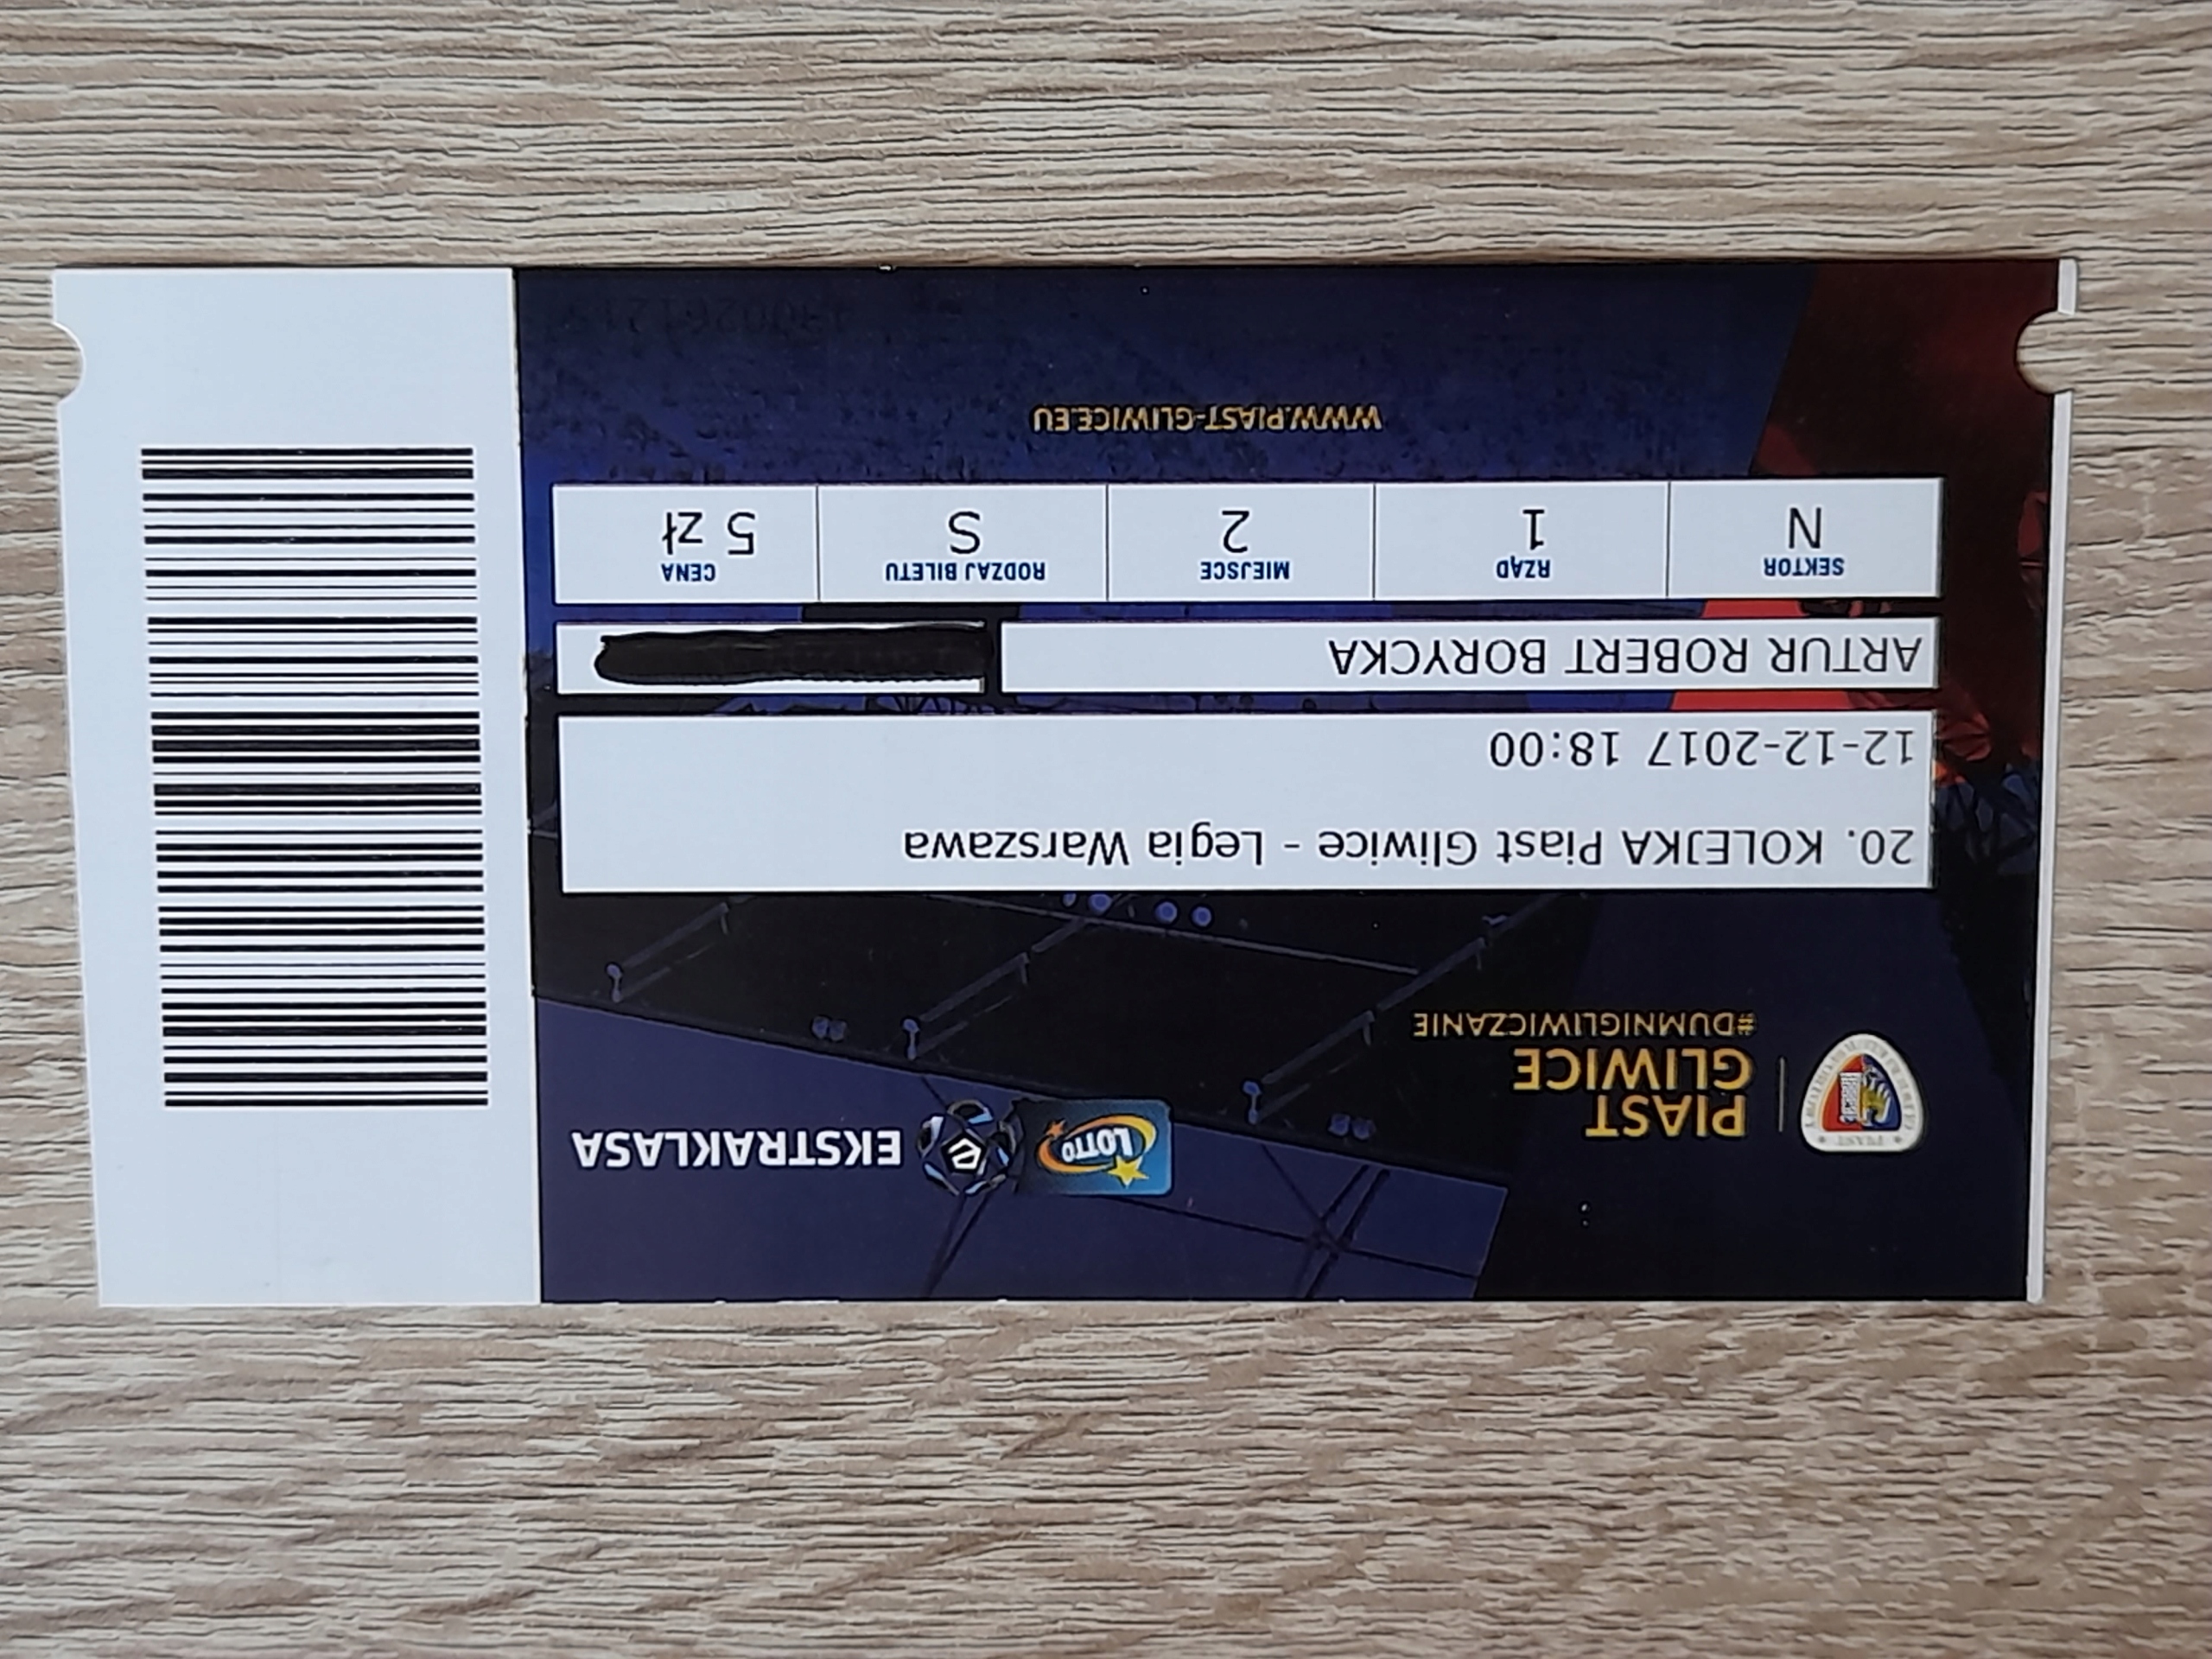 PIAST
GLIWICE
#DUMNIGLIWICZANIE
LOTTO
EKSTRAKLASA
20. KOLEJKA Piast Gliwice - Legia Warszawa
12-12-2017 18:00
ARTUR ROBERT BORYCKA
SEKTOR RZĄD MIEJSCE RODZAJ BILETU CENA
N 1 2 S 5 zł
WWW.PIAST-GLIWICE.EU
PIAST